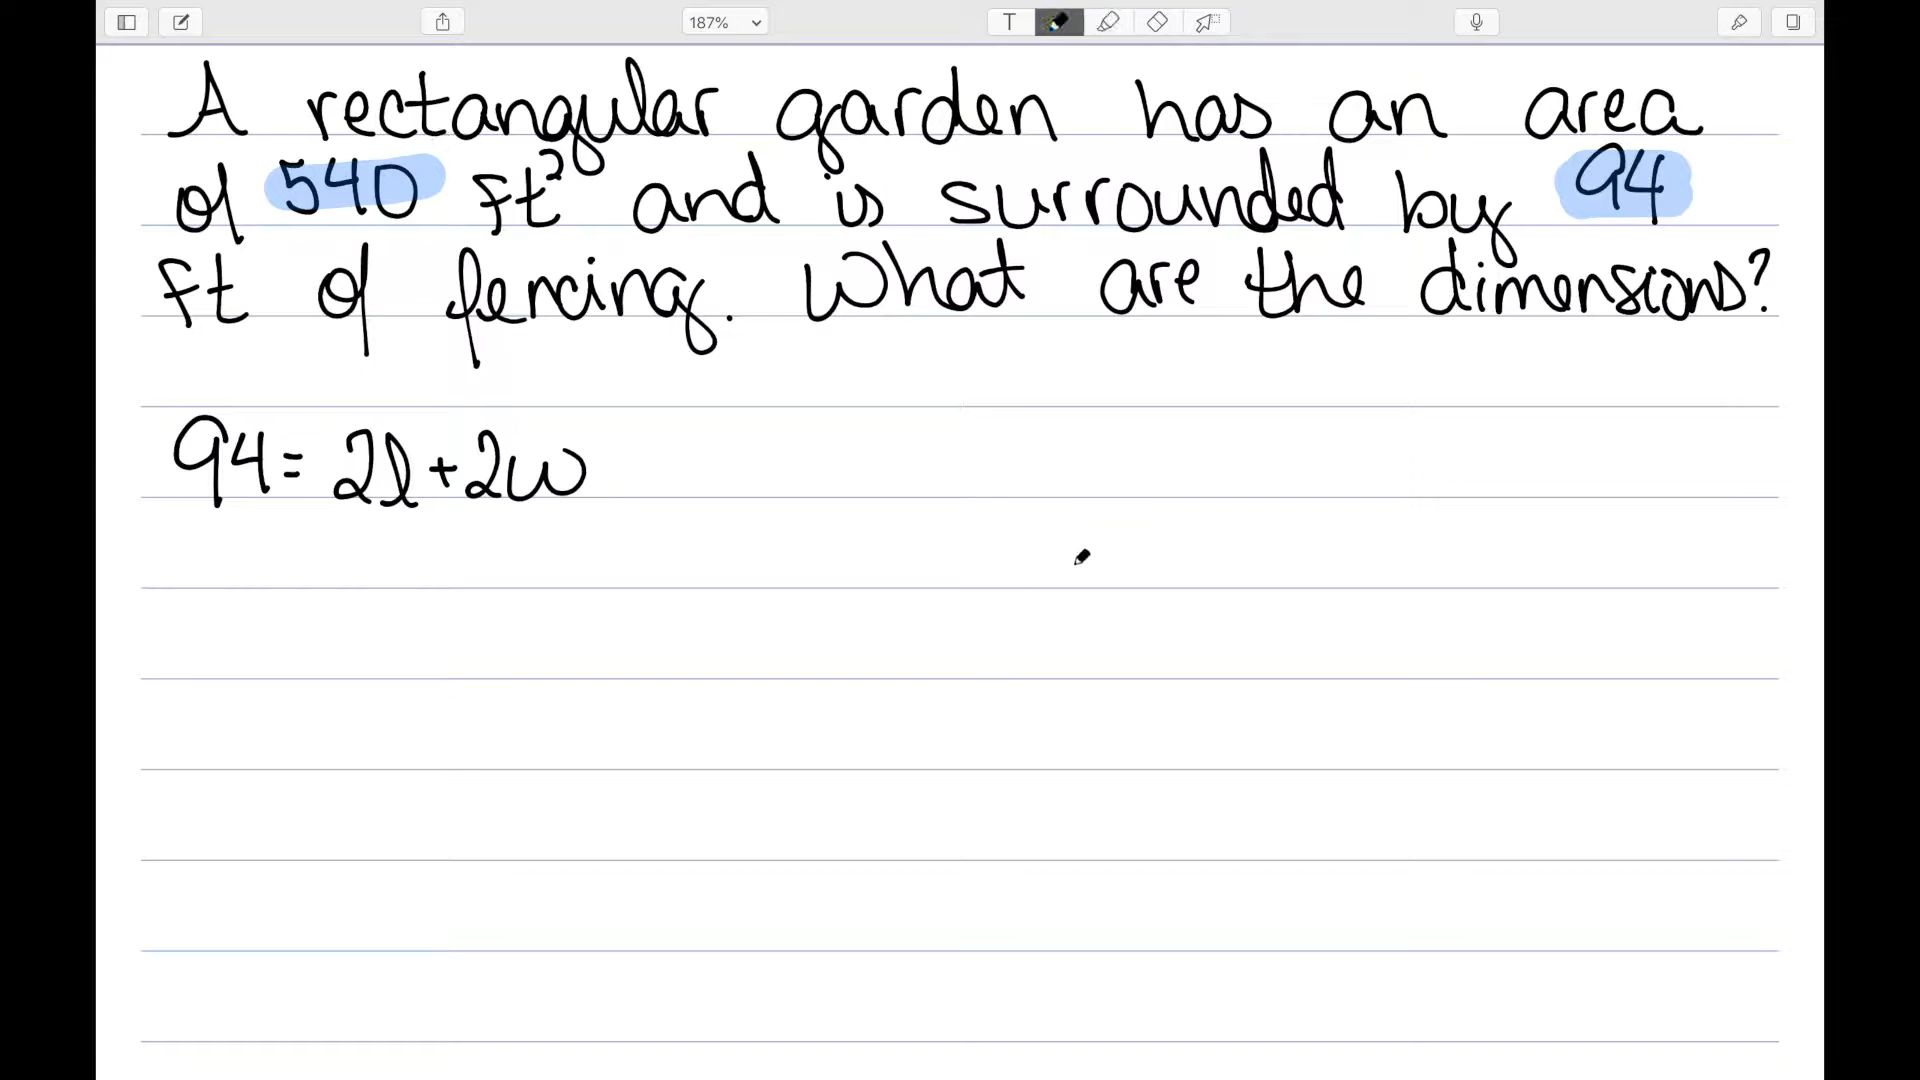 187%
T
A rectangular garden has an area
of 540 ft² and is surrounded by 94
ft of fencing. What are the dimensions?
94 = 2l + 2w